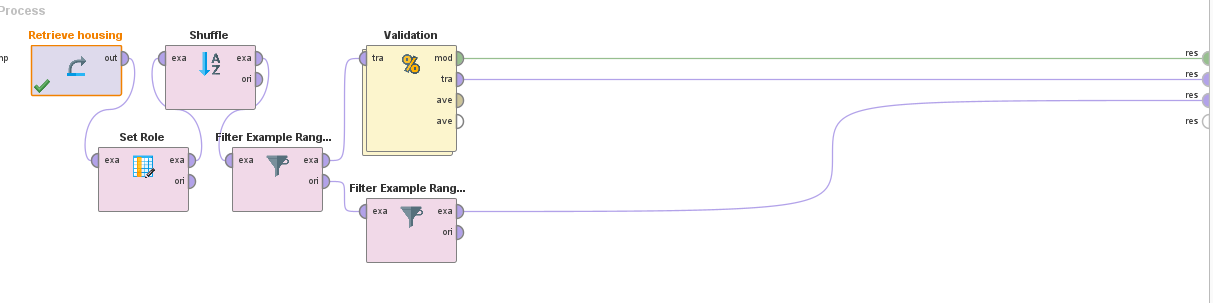 Process
Retrieve housing
Shuffle
Validation
mp
out
exa
exa
ori
tra
mod
tra
ave
ave
res
res
res
res
Set Role
exa
exa
ori
Filter Example Rang...
exa
exa
ori
Filter Example Rang...
exa
exa
ori